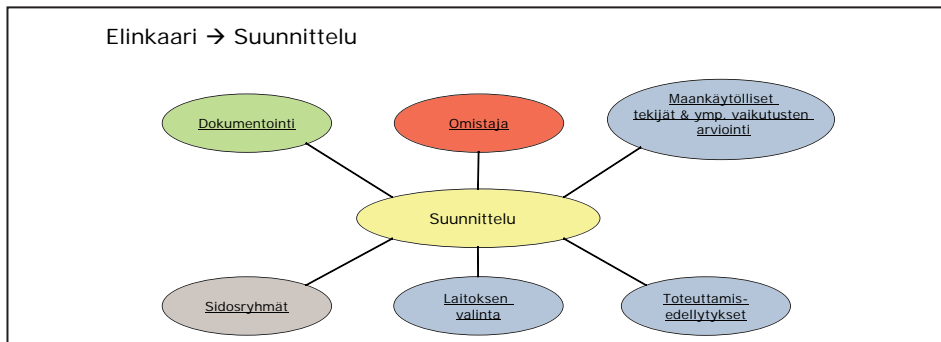 Elinkaari → Suunnittelu
Dokumentointi
Omistaja
Maankäytölliset
tekijät & ymp. vaikutusten
arviointi
Suunnittelu
Sidosryhmät
Laitoksen
valinta
Toteuttamis-
edellytykset